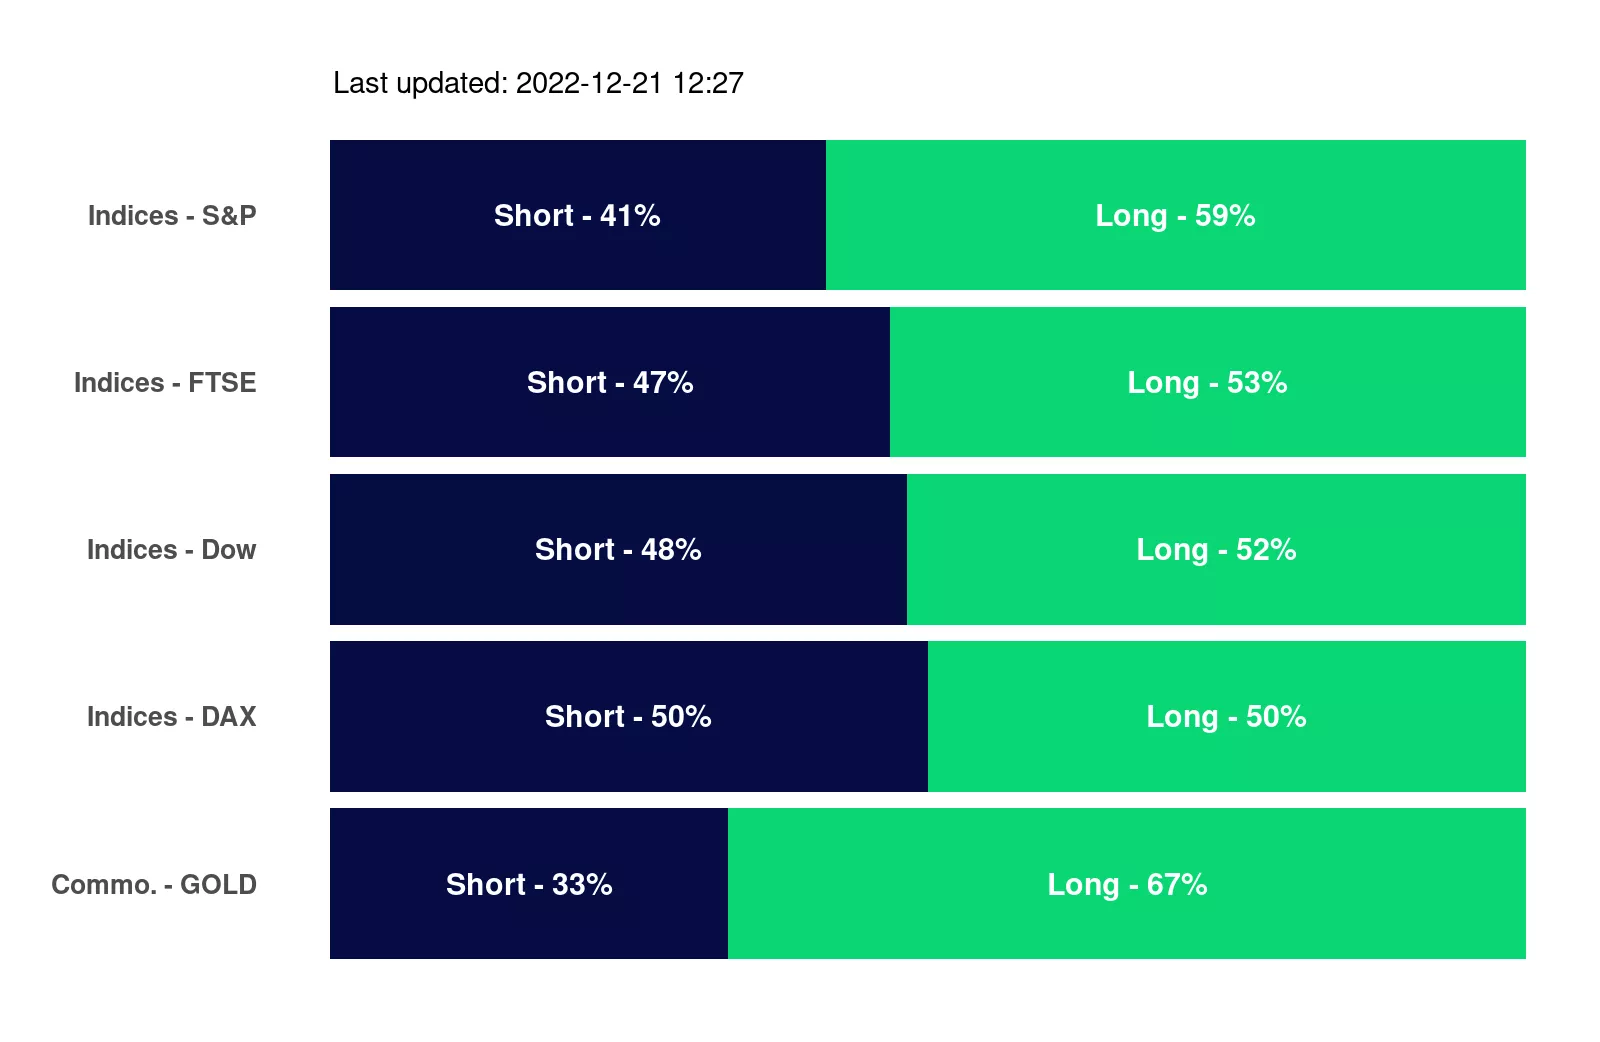 Last updated: 2022-12-21 12:27
Indices - S&P Short - 41% Long - 59%
Indices - FTSE Short - 47% Long - 53%
Indices - Dow Short - 48% Long - 52%
Indices - DAX Short - 50% Long - 50%
Commo. - GOLD Short - 33% Long - 67%